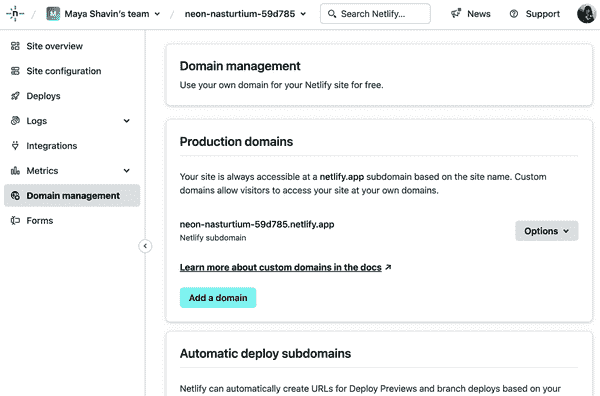 / Maya Shavin's team / neon-nasturtium-59d785 Search Netlify... News Support
Site overview
Site configuration
Deploys
Logs
Integrations
Metrics
Domain management
Forms
Domain management
Use your own domain for your Netlify site for free.
Production domains
Your site is always accessible at a netlify.app subdomain based on the site name. Custom
domains allow visitors to access your site at your own domains.
neon-nasturtium-59d785.netlify.app
Netlify subdomain
Options
Learn more about custom domains in the docs ↗
Add a domain
Automatic deploy subdomains
Netlify can automatically create URLs for Deploy Previews and branch deploys based on your